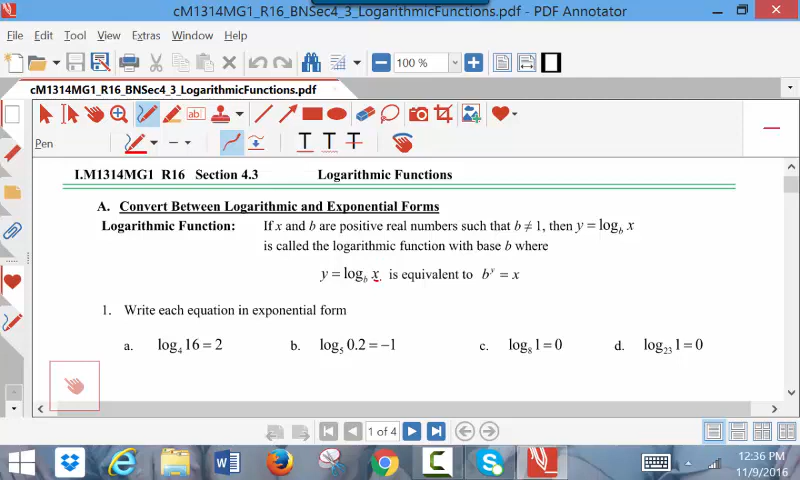 cM1314MG1_R16_BNSec4_3_LogarithmicFunctions.pdf - PDF Annotator
File Edit Tool View Extras Window Help
100 %
cM1314MG1_R16_BNSec4_3_LogarithmicFunctions.pdf
ab
Pen
T T T
I.M1314MG1 R16 Section 4.3 Logarithmic Functions
A. Convert Between Logarithmic and Exponential Forms
Logarithmic Function: If x and b are positive real numbers such that b ≠ 1, then y = log_b x
is called the logarithmic function with base b where
y = log_b x. is equivalent to b^y = x
1. Write each equation in exponential form
a. log_4 16 = 2 b. log_5 0.2 = −1 c. log_8 1 = 0 d. log_23 1 = 0
1 of 4
12:36 PM
11/9/2016